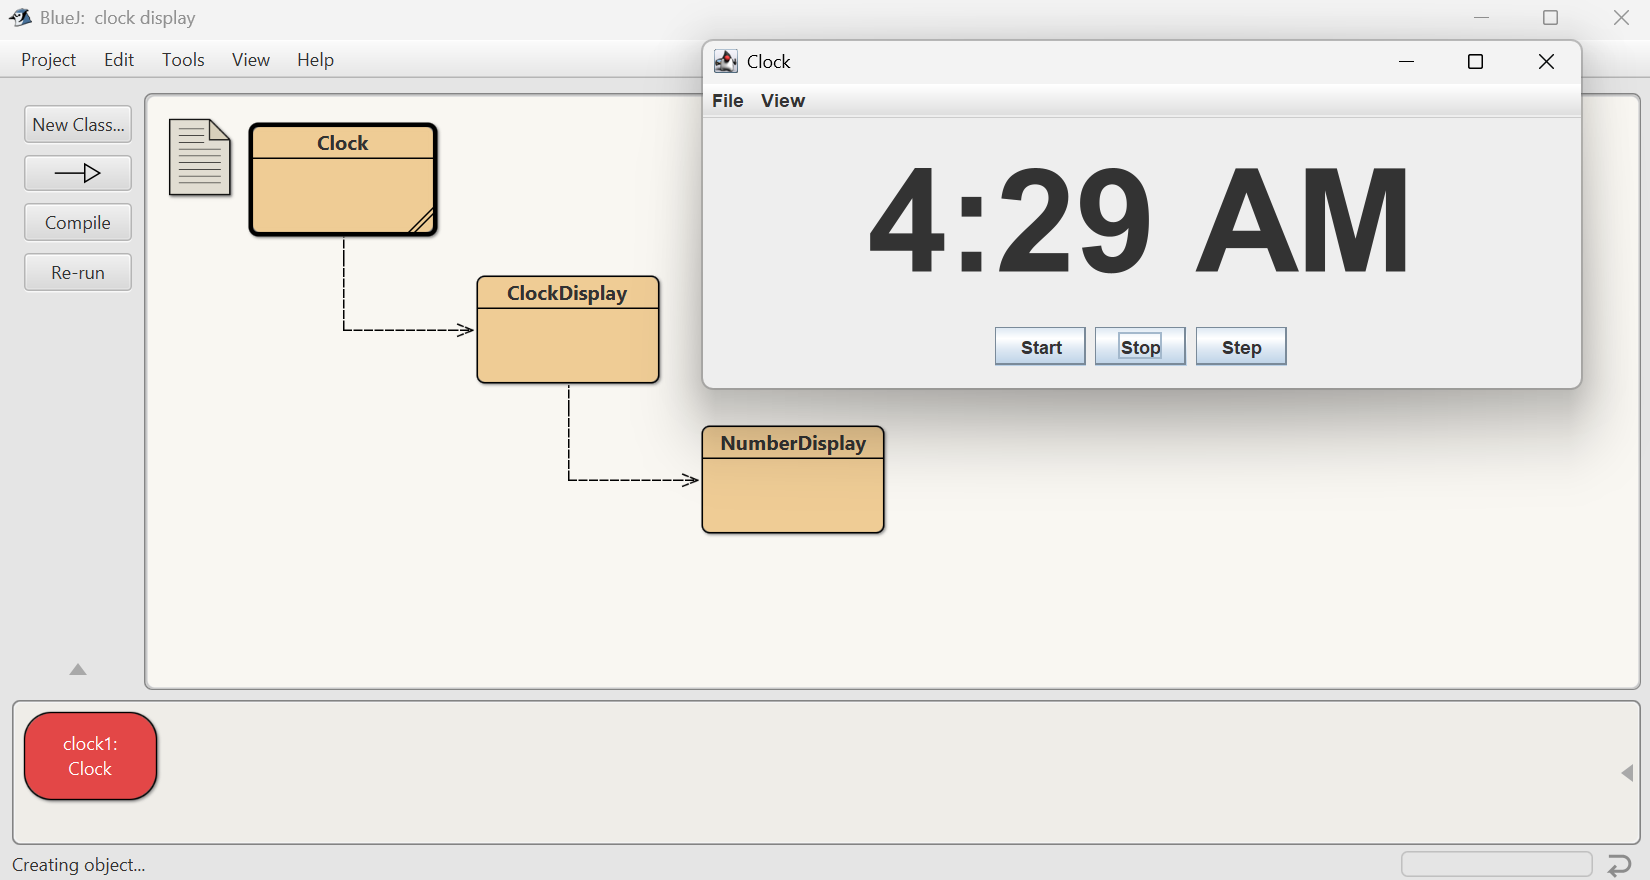 BlueJ: clock display
Project Edit Tools View Help
New Class...
Compile
Re-run
Clock
ClockDisplay
NumberDisplay
Clock
File View
4:29 AM
Start Stop Step
clock1:
Clock
Creating object...